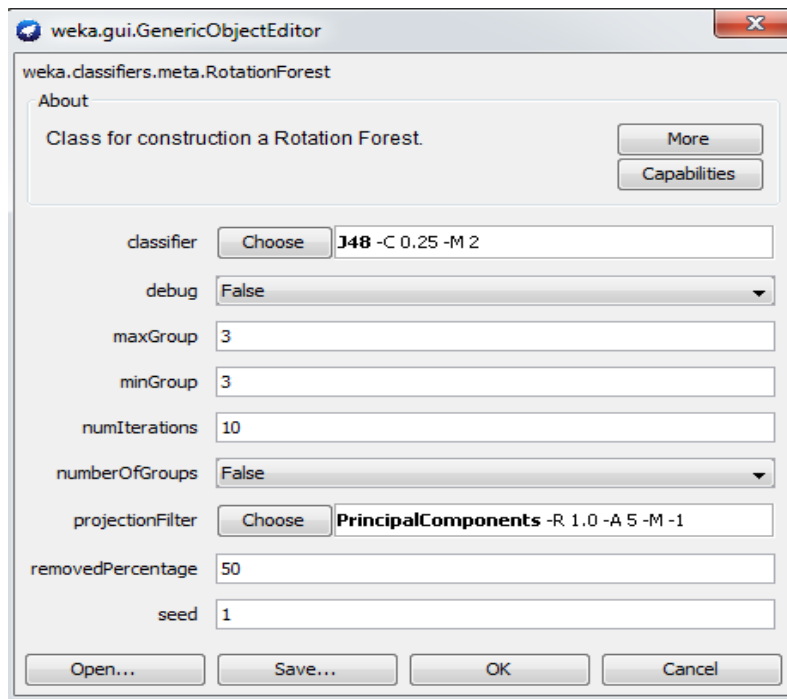 weka.gui.GenericObjectEditor
weka.classifiers.meta.RotationForest
About
Class for construction a Rotation Forest.
More
Capabilities
classifier Choose J48 -C 0.25 -M 2
debug False
maxGroup 3
minGroup 3
numIterations 10
numberOfGroups False
projectionFilter Choose PrincipalComponents -R 1.0 -A 5 -M -1
removedPercentage 50
seed 1
Open... Save... OK Cancel